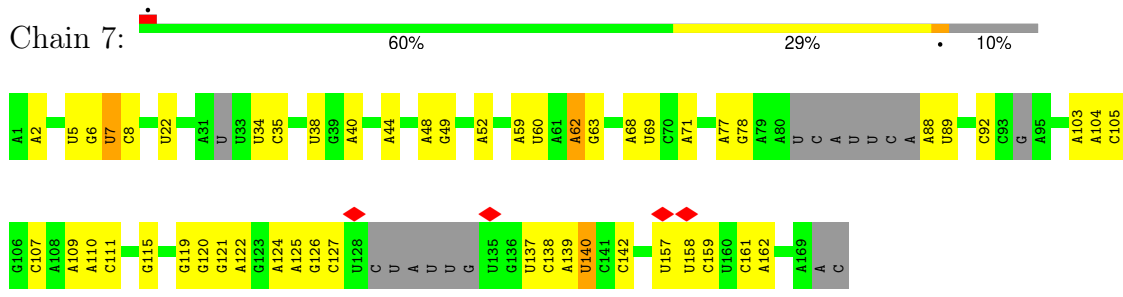 Chain 7:
60% 29% • 10%
A1 A2 U5 G6 U7 C8 U22 A31 U U33 U34 C35 U38 G39 A40 A44 A48 G49 A52 A59 U60 A61 A62 G63 A68 U69 C70 A71 A77 G78 A79 A80 U C A U U C A A88 U89 C92 C93 G A95 A103 A104 C105
G106 C107 A108 A109 A110 C111 G115 G119 G120 G121 A122 G123 A124 A125 G126 C127 U128 C U A U U G U135 G136 U137 C138 A139 U140 C141 C142 U157 U158 C159 U160 C161 A162 A169 A C